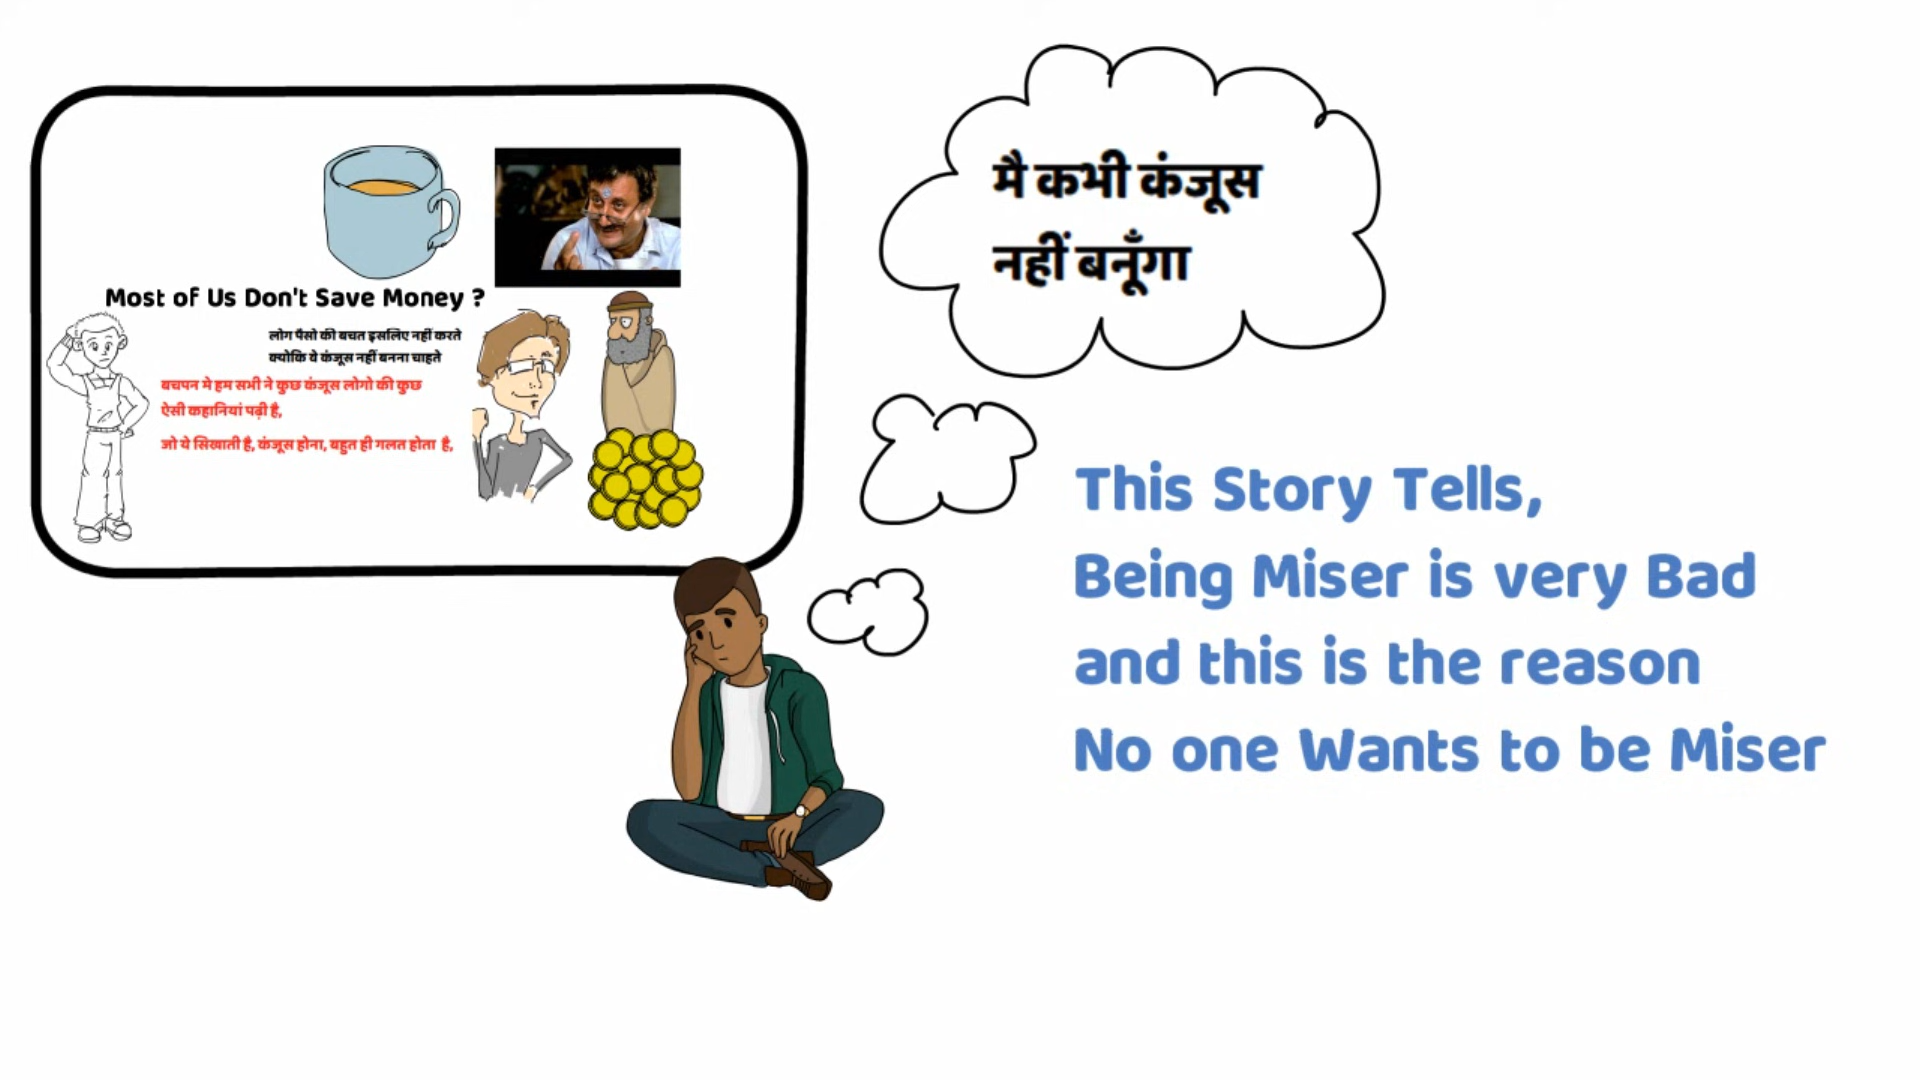 Most of Us Don't Save Money ?
लोग पैसो की बचत इसलिए नहीं करते
क्योकि वे कंजूस नहीं बनना चाहते
बचपन मे हम सभी ने कुछ कंजूस लोगो की कुछ
ऐसी कहानियां पढ़ी है,
जो ये सिखाती है, कंजूस होना, बहुत ही गलत होता है,
मै कभी कंजूस
नहीं बनूँगा
This Story Tells,
Being Miser is very Bad
and this is the reason
No one Wants to be Miser